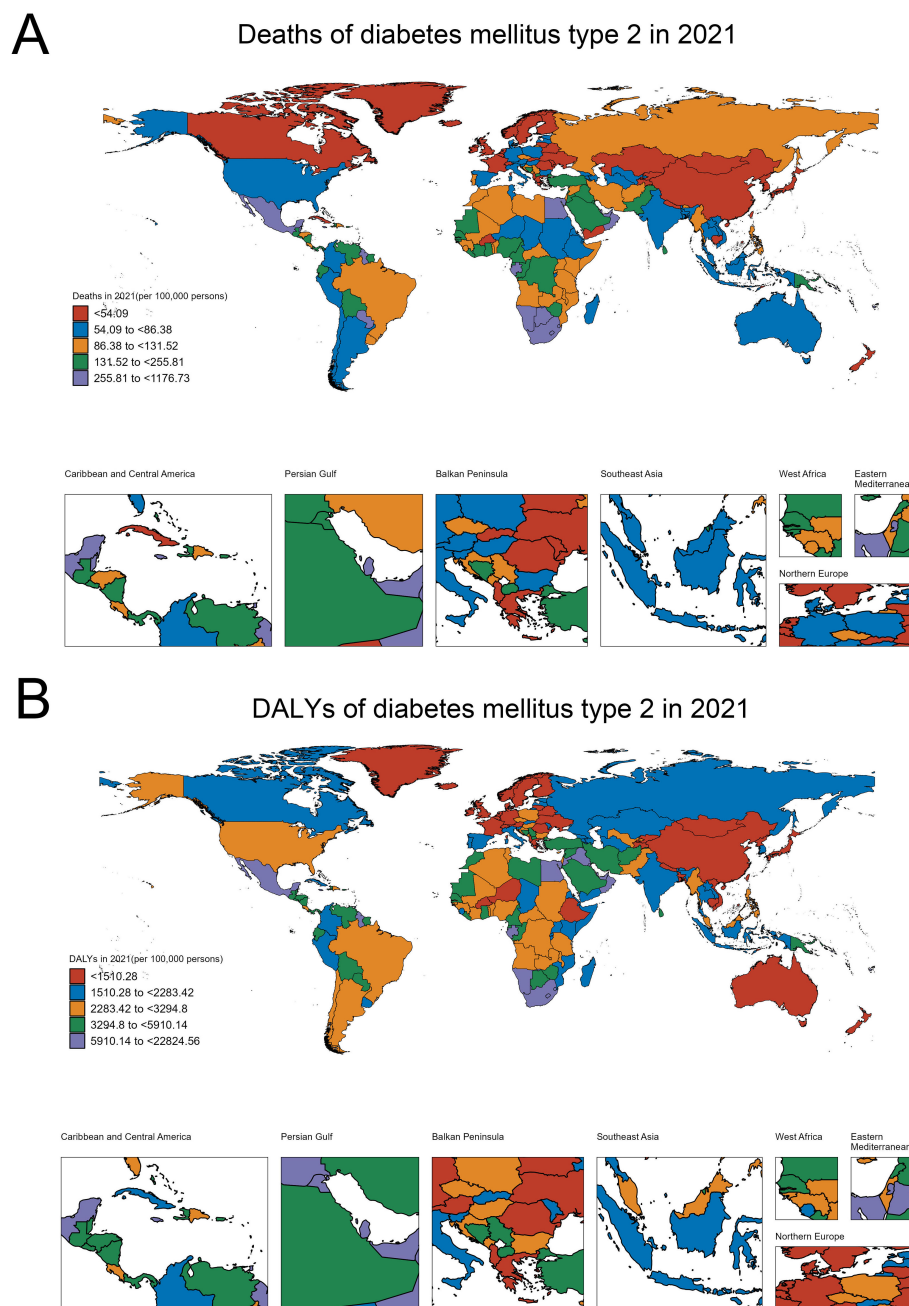 A
Deaths of diabetes mellitus type 2 in 2021
Deaths in 2021(per 100,000 persons)
<54.09
54.09 to <86.38
86.38 to <131.52
131.52 to <255.81
255.81 to <1176.73
Caribbean and Central America
Persian Gulf
Balkan Peninsula
Southeast Asia
West Africa
Eastern
Mediterranean
Northern Europe
B
DALYs of diabetes mellitus type 2 in 2021
DALYs in 2021(per 100,000 persons)
<1510.28
1510.28 to <2283.42
2283.42 to <3294.8
3294.8 to <5910.14
5910.14 to <22824.56
Caribbean and Central America
Persian Gulf
Balkan Peninsula
Southeast Asia
West Africa
Eastern
Mediterranean
Northern Europe